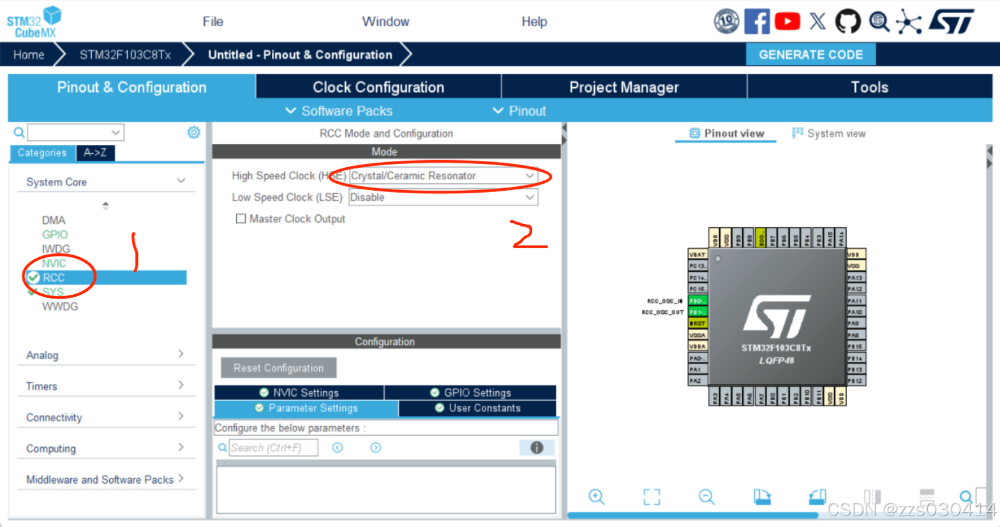 STM32
CubeMX
File
Window
Help
10
Home
STM32F103C8Tx
Untitled - Pinout & Configuration
GENERATE CODE
Pinout & Configuration
Clock Configuration
Project Manager
Tools
Software Packs
Pinout
RCC Mode and Configuration
Pinout view
System view
Categories
A->Z
Mode
System Core
High Speed Clock (HSE)
Crystal/Ceramic Resonator
Low Speed Clock (LSE)
Disable
Master Clock Output
DMA
GPIO
IWDG
NVIC
RCC
SYS
WWDG
1
2
Analog
Timers
Connectivity
Computing
Middleware and Software Packs
Configuration
Reset Configuration
NVIC Settings
GPIO Settings
Parameter Settings
User Constants
Configure the below parameters :
Search (Ctrl+F)
VDD
VSS
PB9
PB8
BOO..
PB7
PB6
PB5
PB4
PB3
PA15
PA14
VBAT
PC13..
PC14..
PC15..
RCC_OSC_IN
PD0-..
RCC_OSC_OUT
PD1-..
NRST
VSSA
VDDA
PA0-..
PA1
PA2
VDD
VSS
PA13
PA12
PA11
PA10
PA9
PA8
PB15
PB14
PB13
PB12
STM32F103C8Tx
LQFP48
PA3
PA4
PA5
PA6
PA7
PB0
PB1
PB2
PB10
PB11
VSS
VDD
CSDN @zzs030414